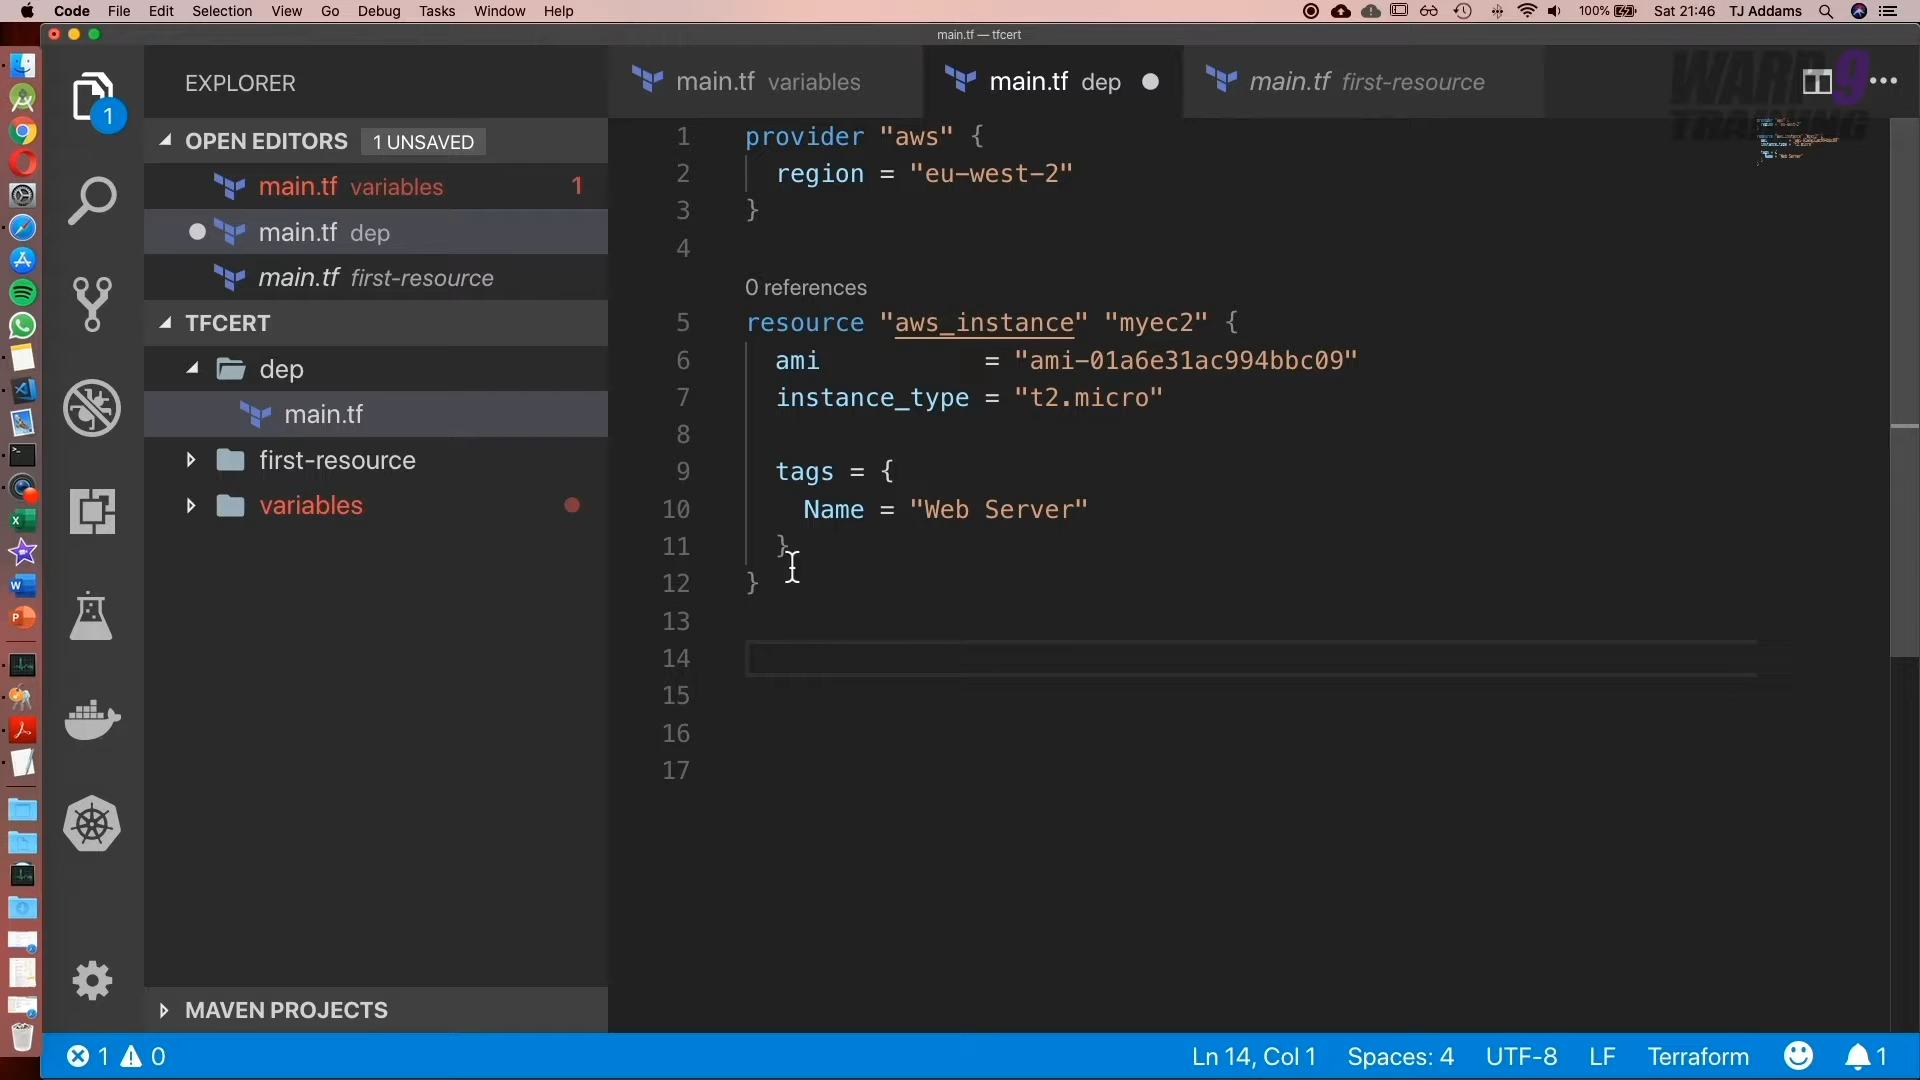 Code File Edit Selection View Go Debug Tasks Window Help
100% Sat 21:46 TJ Addams
main.tf — tfcert
EXPLORER
main.tf variables
main.tf dep
main.tf first-resource
WARP 9
TRAINING
1
OPEN EDITORS 1 UNSAVED
main.tf variables 1
main.tf dep
main.tf first-resource
TFCERT
dep
main.tf
first-resource
variables
MAVEN PROJECTS
1 provider "aws" {
2 region = "eu-west-2"
3 }
4
0 references
5 resource "aws_instance" "myec2" {
6 ami = "ami-01a6e31ac994bbc09"
7 instance_type = "t2.micro"
8
9 tags = {
10 Name = "Web Server"
11 }
12 }
13
14
15
16
17
1 0
Ln 14, Col 1 Spaces: 4 UTF-8 LF Terraform 1